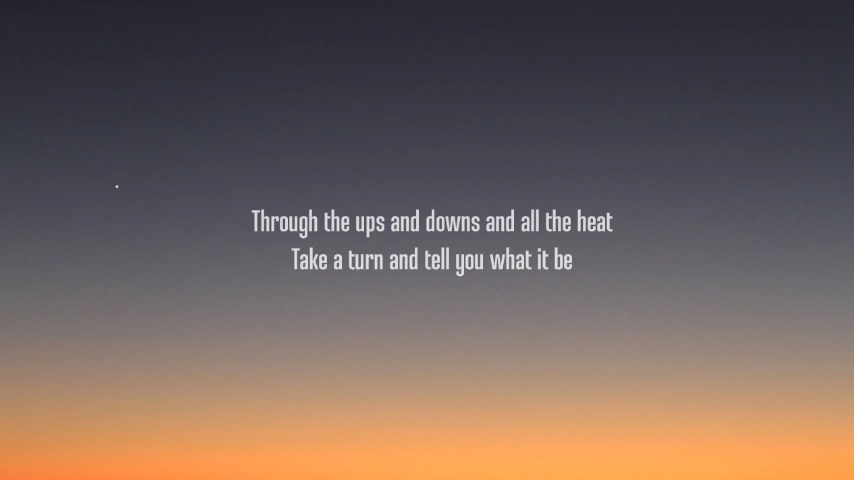 Through the ups and downs and all the heat
Take a turn and tell you what it be